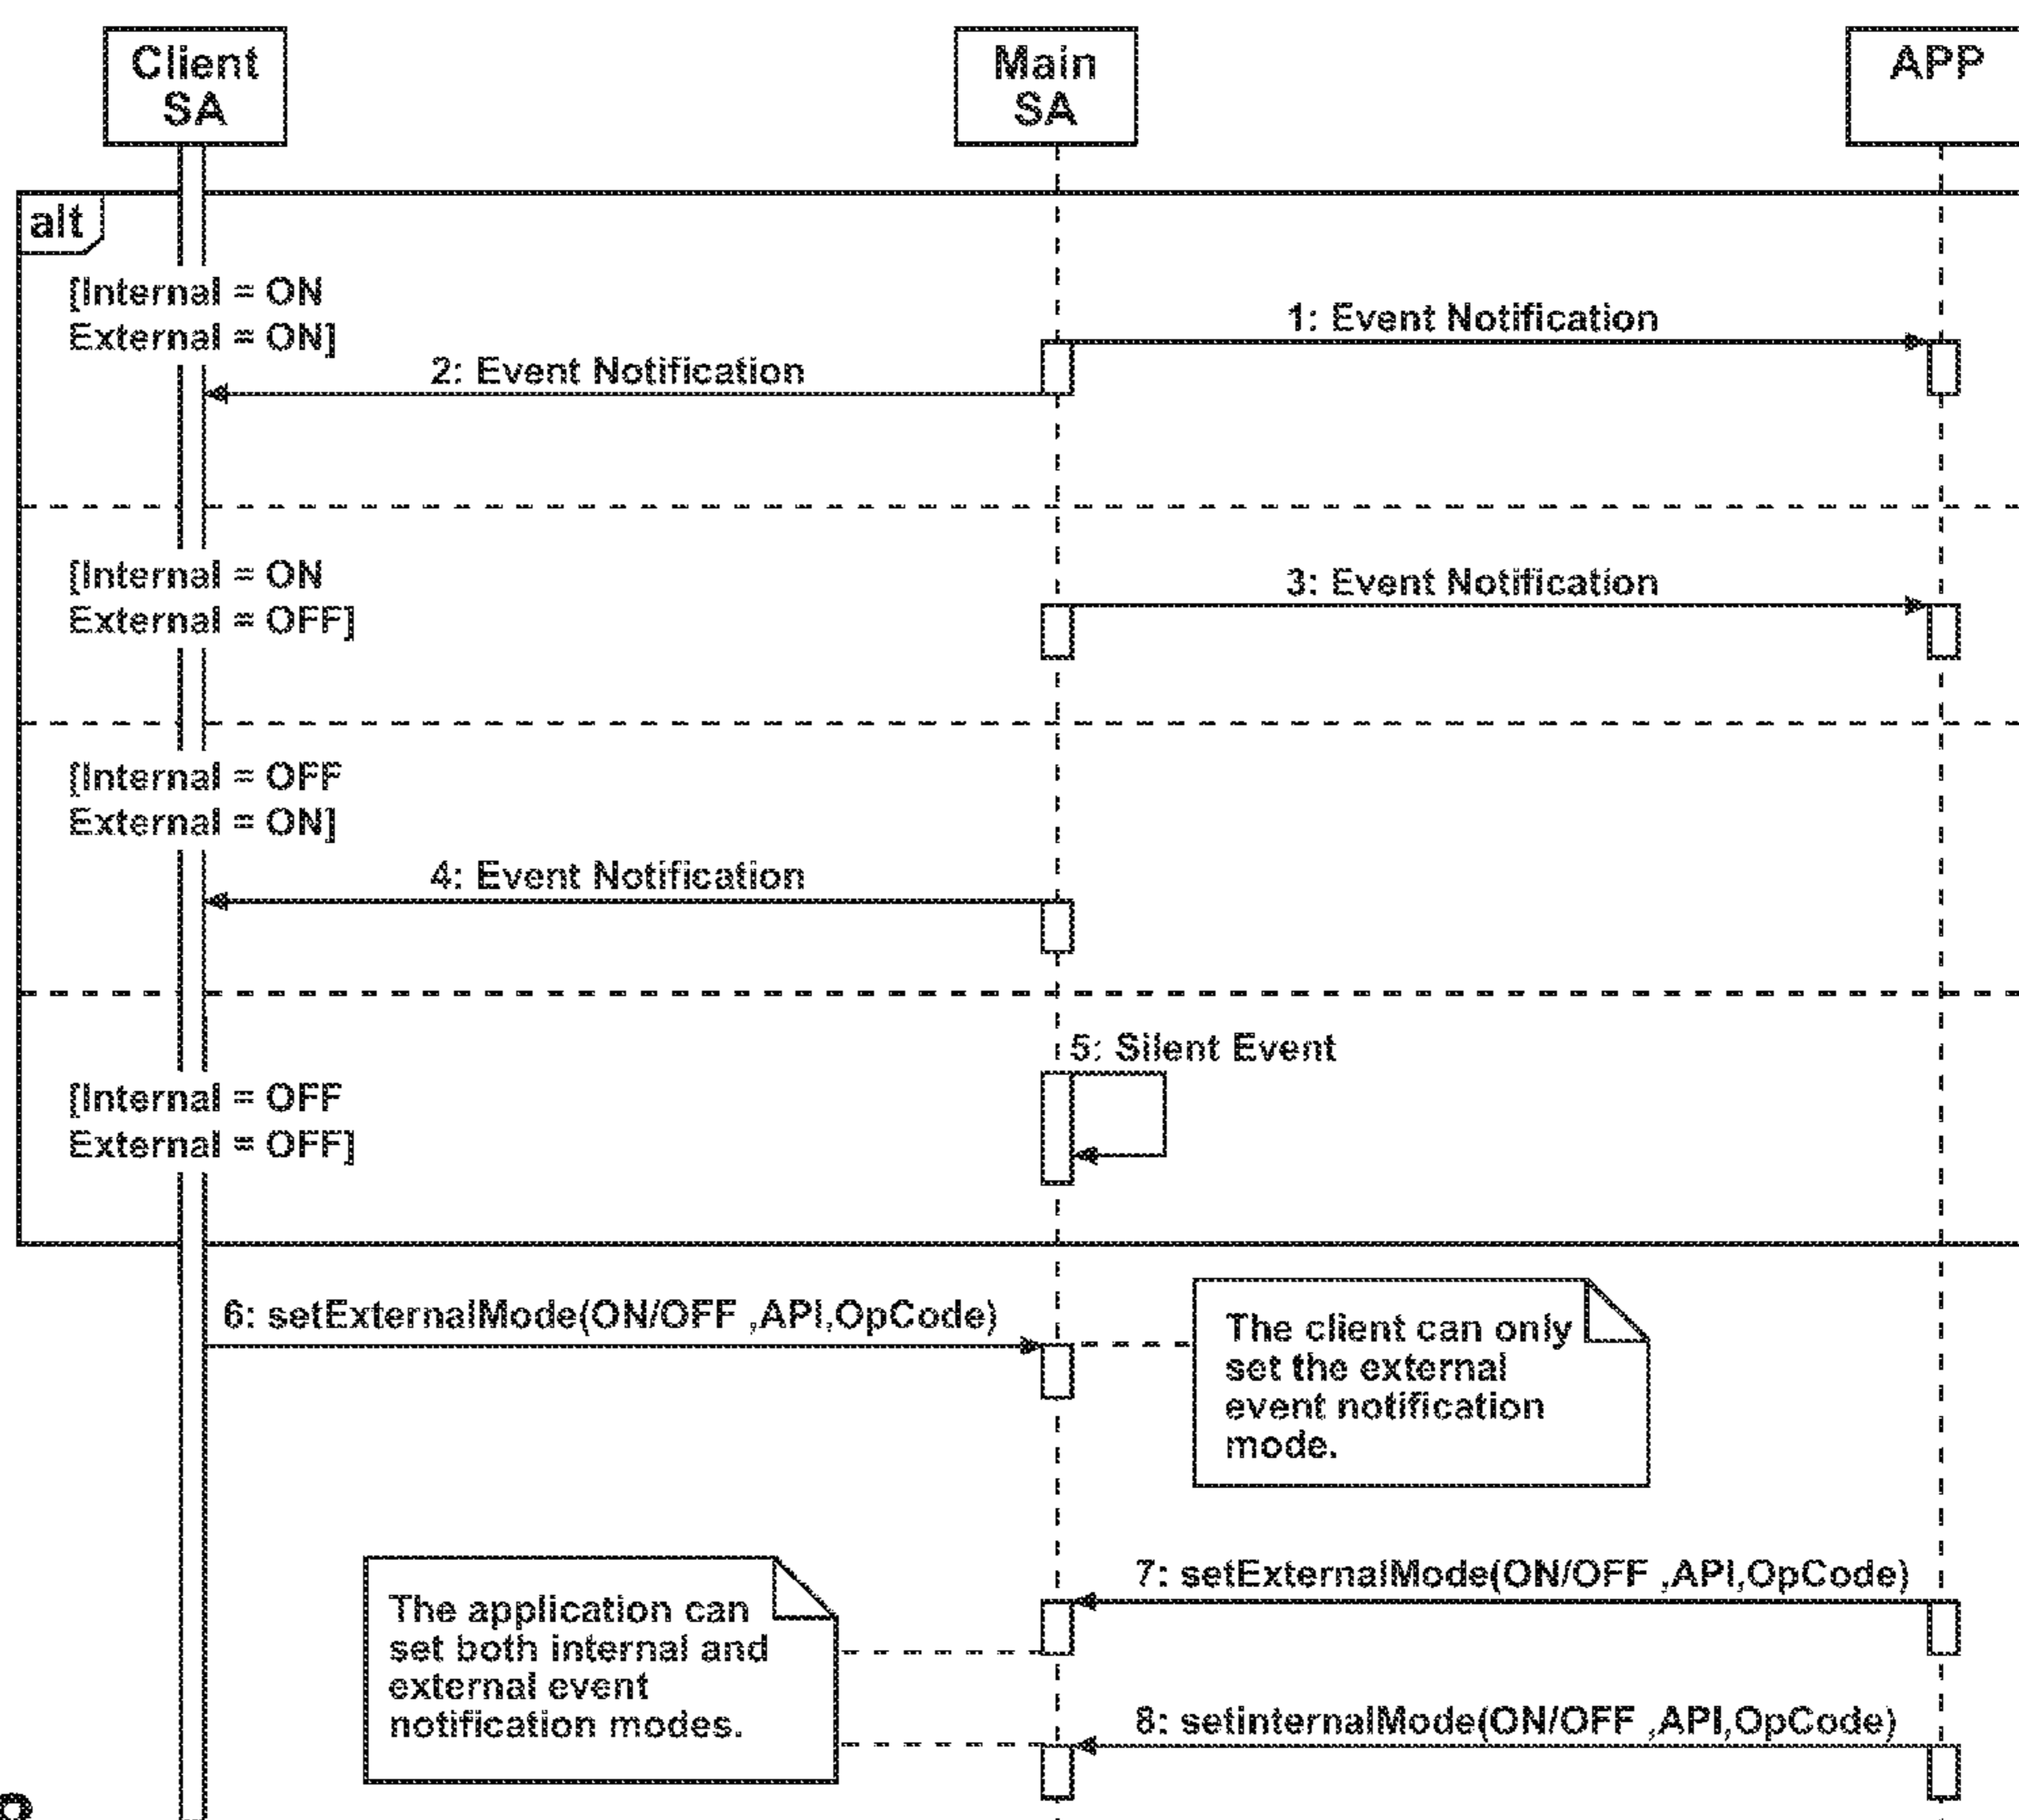 Client
SA
Main
SA
APP
alt
[Internal = ON
External = ON]
1: Event Notification
2: Event Notification
[Internal = ON
External = OFF]
3: Event Notification
[Internal = OFF
External = ON]
4: Event Notification
5: Silent Event
[Internal = OFF
External = OFF]
6: setExternalMode(ON/OFF ,API,OpCode)
The client can only
set the external
event notification
mode.
7: setExternalMode(ON/OFF ,API,OpCode)
The application can
set both internal and
external event
notification modes.
8: setinternalMode(ON/OFF ,API,OpCode)